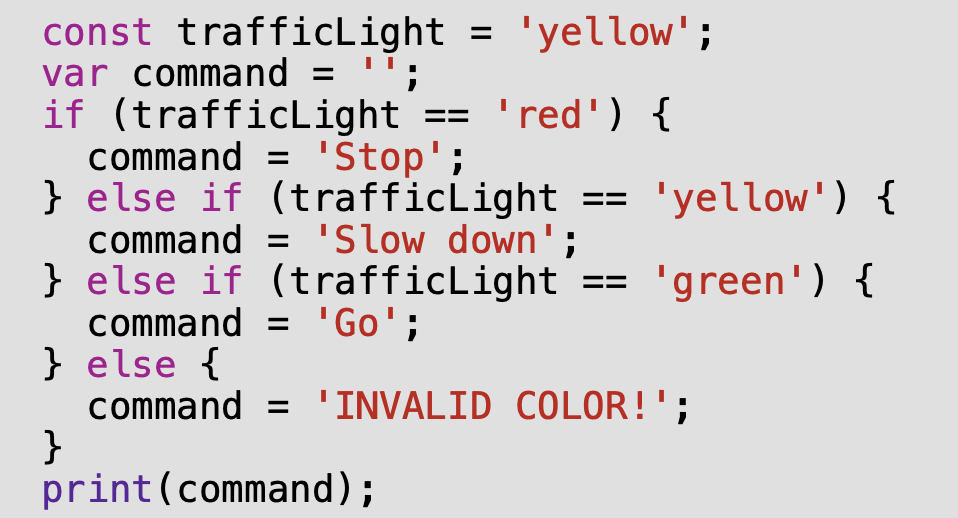 const trafficLight = 'yellow';
var command = '';
if (trafficLight == 'red') {
  command = 'Stop';
} else if (trafficLight == 'yellow') {
  command = 'Slow down';
} else if (trafficLight == 'green') {
  command = 'Go';
} else {
  command = 'INVALID COLOR!';
}
print(command);